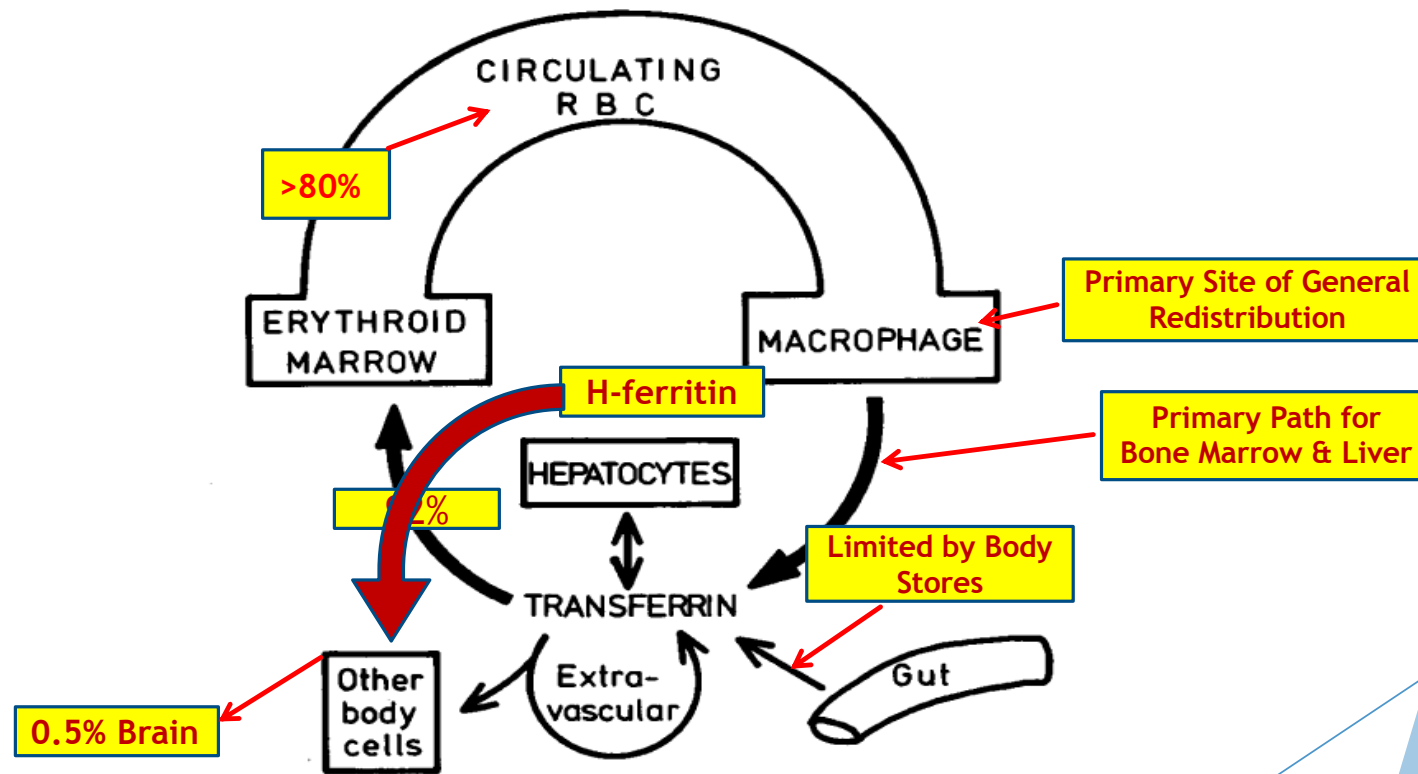 CIRCULATING
R B C
>80%
ERYTHROID
MARROW
MACROPHAGE
Primary Site of General
Redistribution
H-ferritin
Primary Path for
Bone Marrow & Liver
HEPATOCYTES
Limited by Body
Stores
TRANSFERRIN
Extra-
vascular
Gut
Other
body
cells
0.5% Brain